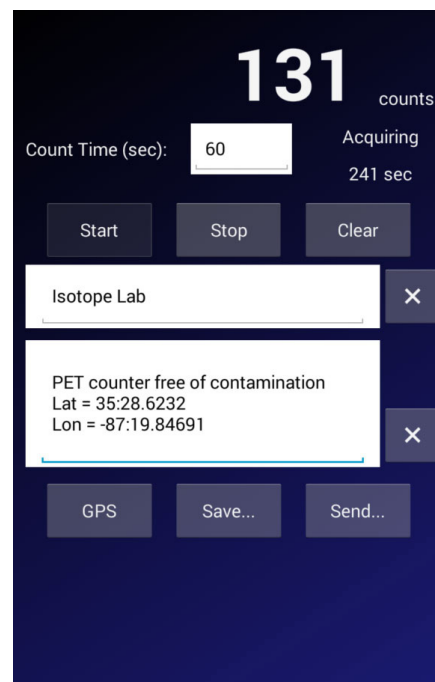 131
counts
Count Time (sec):
60
Acquiring
241 sec
Start
Stop
Clear
Isotope Lab
×
PET counter free of contamination
Lat = 35:28.6232
Lon = -87:19.84691
×
GPS
Save...
Send...